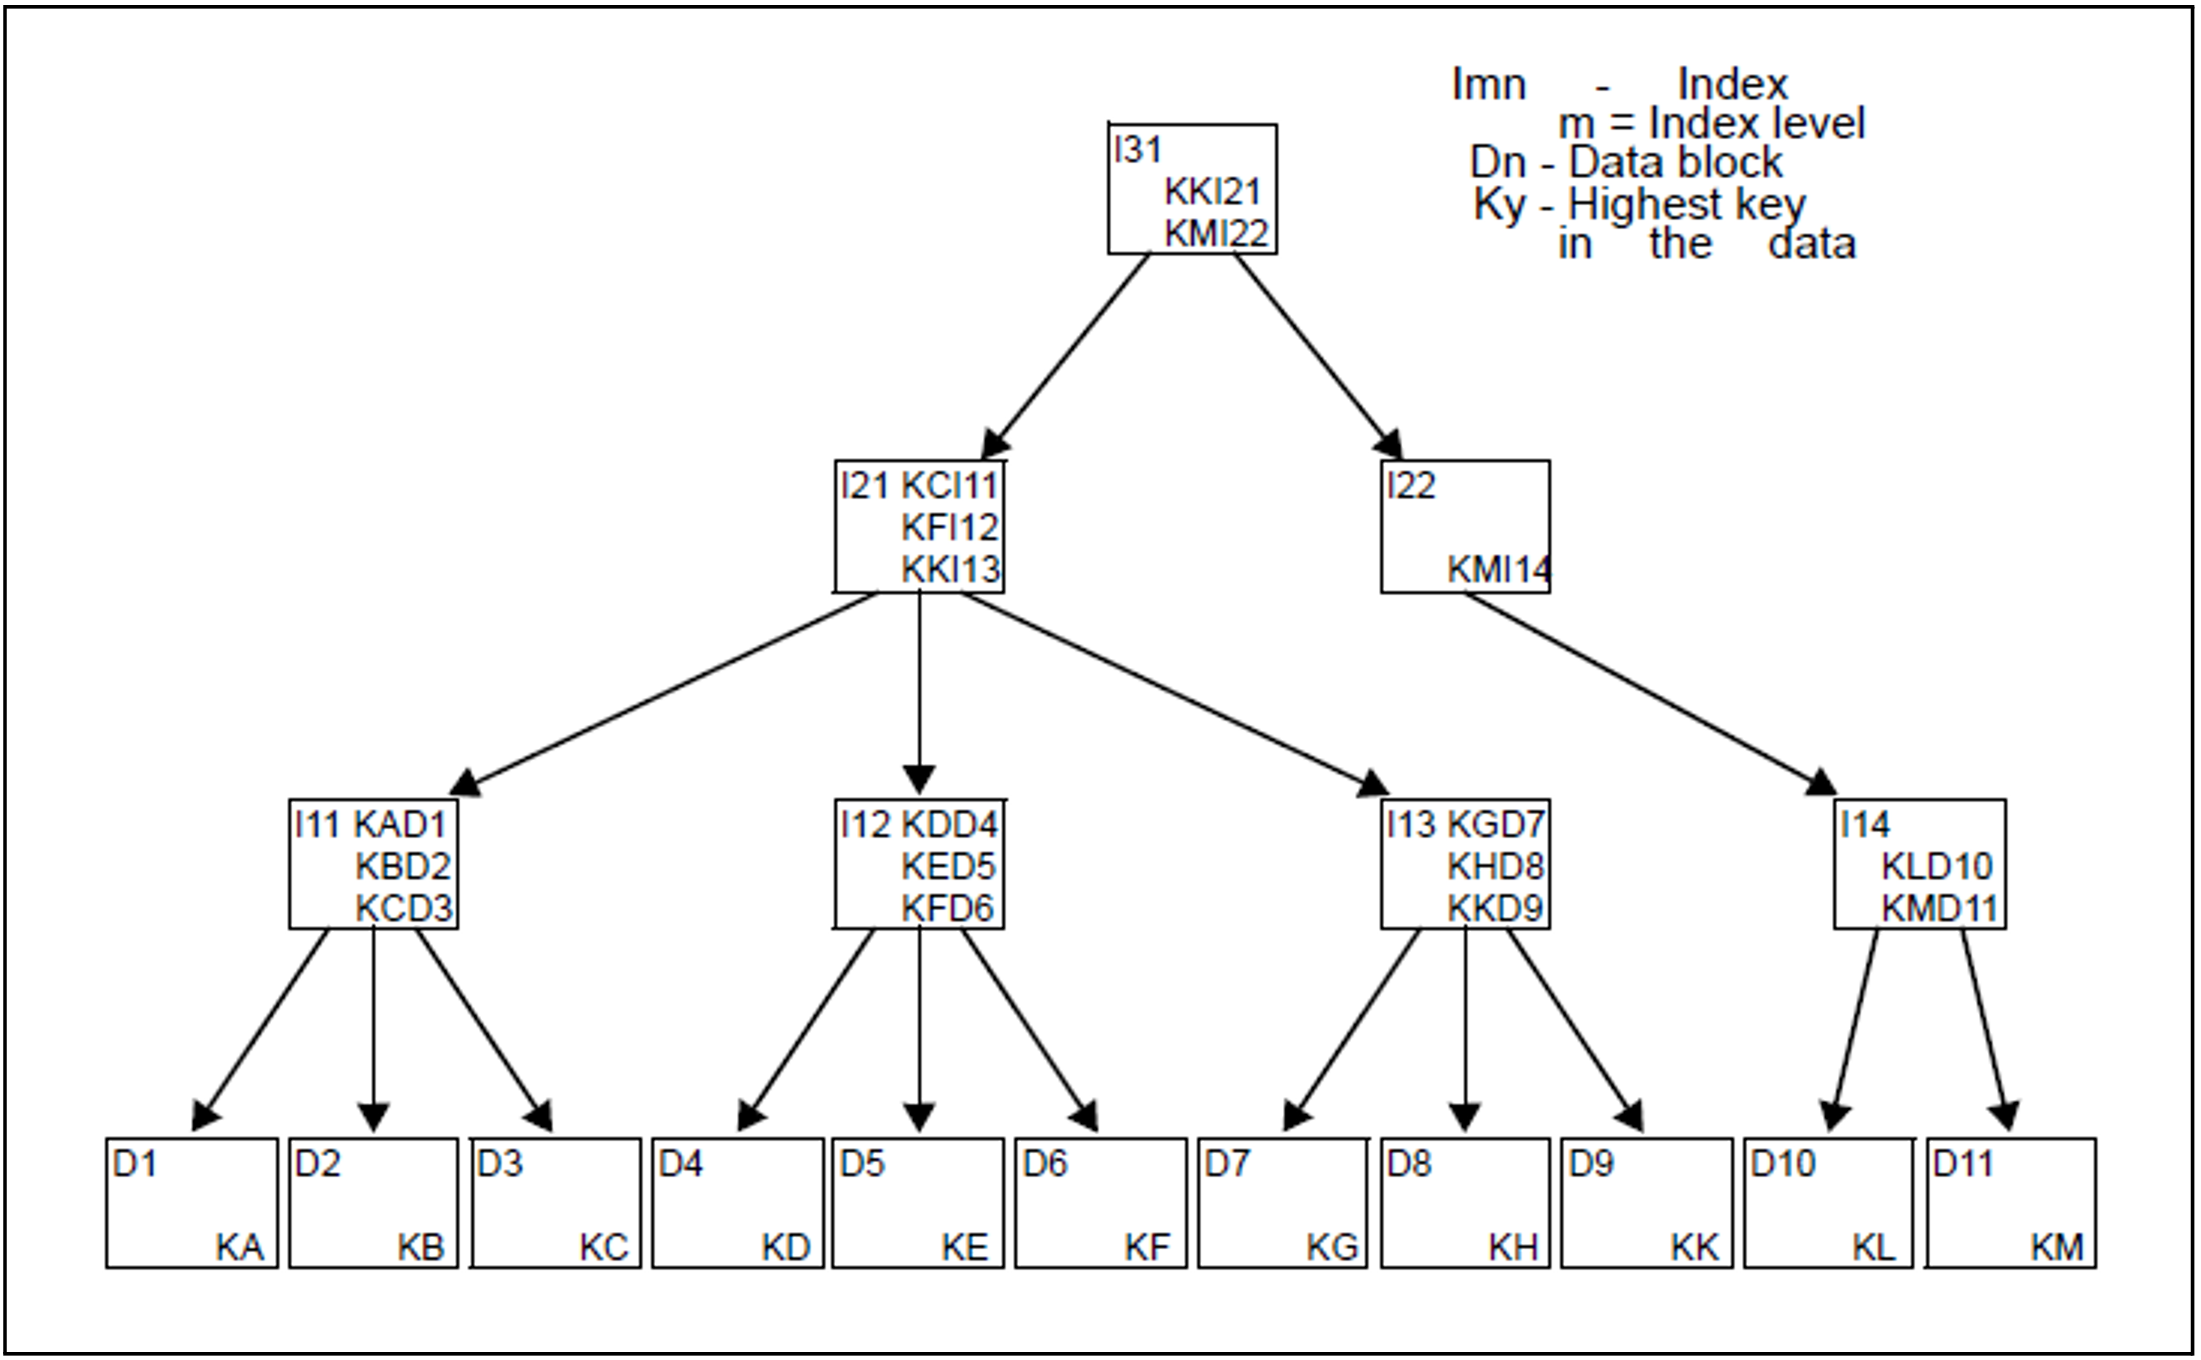 Imn - Index
m = Index level
Dn - Data block
Ky - Highest key
in the data
I31
KKI21
KMI22
I21 KCI11
KFI12
KKI13
I22
KMI14
I11 KAD1
KBD2
KCD3
I12 KDD4
KED5
KFD6
I13 KGD7
KHD8
KKD9
I14
KLD10
KMD11
D1
KA
D2
KB
D3
KC
D4
KD
D5
KE
D6
KF
D7
KG
D8
KH
D9
KK
D10
KL
D11
KM